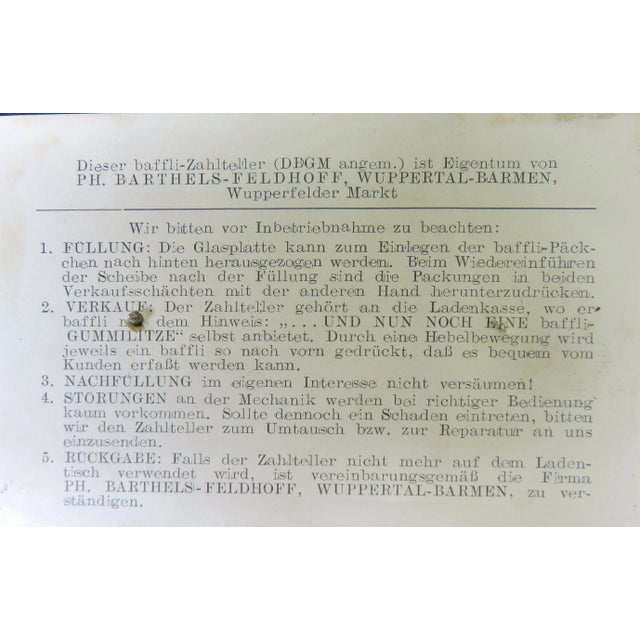 Dieser baffli-Zahlteller (DBGM angem.) ist Eigentum von
PH. BARTHELS-FELDHOFF, WUPPERTAL-BARMEN,
Wupperfelder Markt
Wir bitten vor Inbetriebnahme zu beachten:
1. FÜLLUNG: Die Glasplatte kann zum Einlegen der baffli-Päck-
chen nach hinten herausgezogen werden. Beim Wiedereinführen
der Scheibe nach der Füllung sind die Packungen in beiden
Verkaufsschächten mit der anderen Hand herunterzudrücken.
2. VERKAUF: Der Zahlteller gehört an die Ladenkasse, wo er
baffli dem Hinweis: „... UND NUN NOCH EINE baffli-
GUMMILITZE“ selbst anbietet. Durch eine Hebelbewegung wird
jeweils ein baffli so nach vorn gedrückt, daß es bequem vom
Kunden erfaßt werden kann.
3. NACHFÜLLUNG im eigenen Interesse nicht versäumen!
4. STÖRUNGEN an der Mechanik werden bei richtiger Bedienung
kaum vorkommen. Sollte dennoch ein Schaden eintreten, bitten
wir den Zahlteller zum Umtausch bzw. zur Reparatur an uns
einzusenden.
5. RÜCKGABE: Falls der Zahlteller nicht mehr auf dem Laden-
tisch verwendet wird, ist vereinbarungsgemäß die Firma
PH. BARTHELS-FELDHOFF, WUPPERTAL-BARMEN, zu ver-
ständigen.